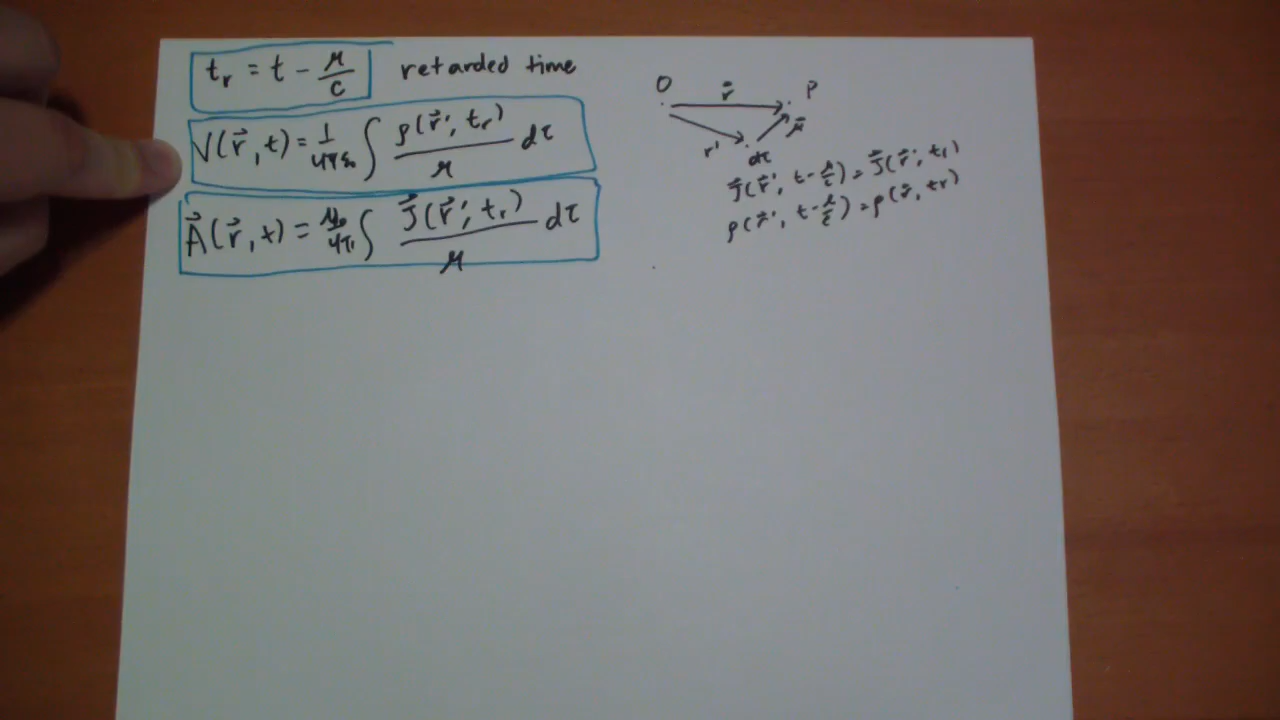 t_r = t - 𝓇/c retarded time
V(r⃗, t) = 1/4πε₀ ∫ ρ(r⃗', t_r)/𝓇 dτ
A⃗(r⃗, t) = μ₀/4π ∫ J⃗(r⃗', t_r)/𝓇 dτ
O r⃗ P
r' dτ 𝓇⃗
J⃗(r⃗', t - 𝓇/c) = J⃗(r⃗', t_r)
ρ(r⃗', t - 𝓇/c) = ρ(r⃗', t_r)